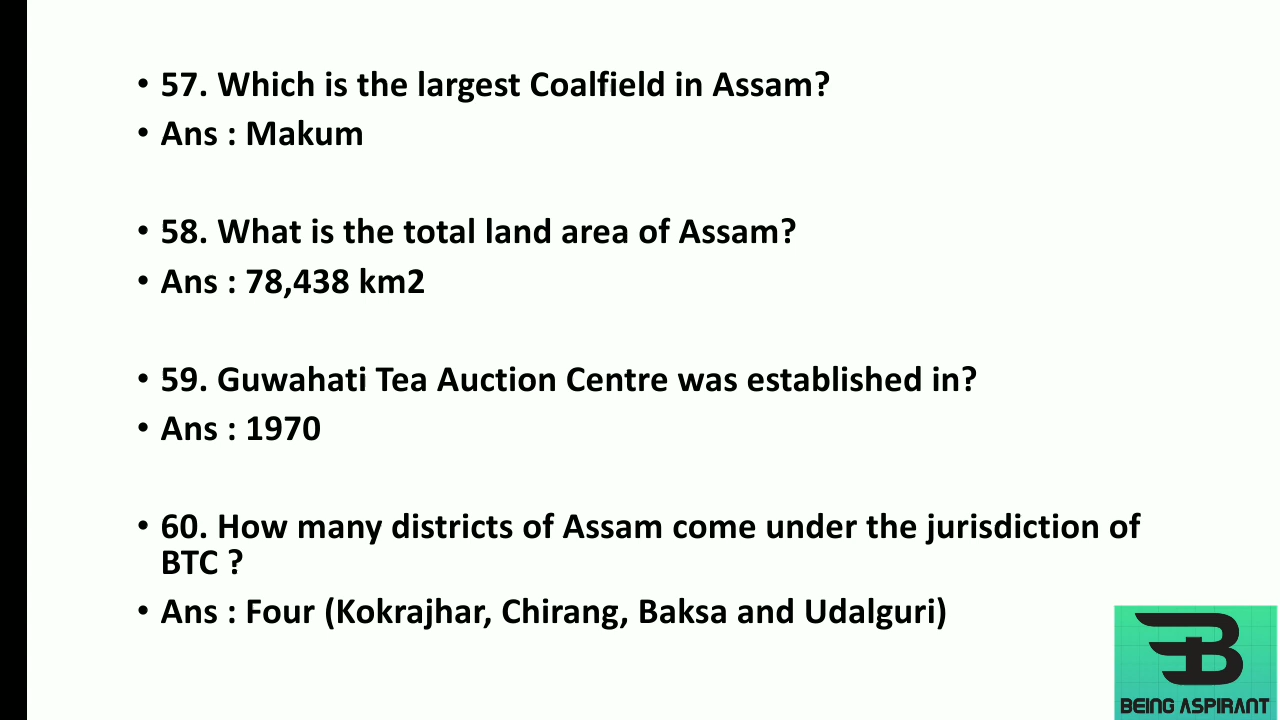 • 57. Which is the largest Coalfield in Assam?
• Ans : Makum
• 58. What is the total land area of Assam?
• Ans : 78,438 km2
• 59. Guwahati Tea Auction Centre was established in?
• Ans : 1970
• 60. How many districts of Assam come under the jurisdiction of
BTC ?
• Ans : Four (Kokrajhar, Chirang, Baksa and Udalguri)
BEING ASPIRANT